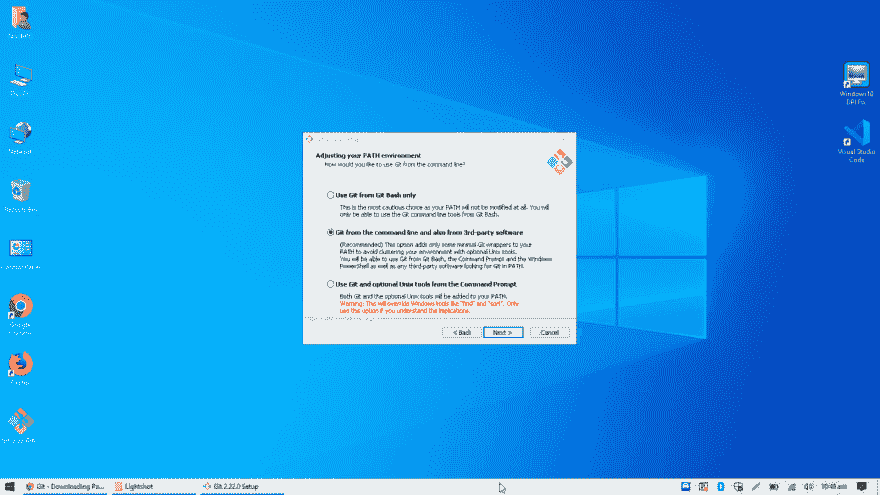 Windows10
Visual Studio
Code
Adjusting your PATH environment
How would you like to use Git from the command line?
Use Git from Git Bash only
This is the most cautious choice as your PATH will not be modified at all. You will
only be able to use the Git command line tools from Git Bash.
Git from the command line and also from 3rd-party software
(Recommended) This option adds only some minimal Git wrappers to your
PATH to avoid cluttering your environment with optional Unix tools.
You will be able to use Git from Git Bash, the Command Prompt and the Windows
PowerShell as well as any third-party software looking for Git in PATH.
Use Git and optional Unix tools from the Command Prompt
Both Git and the optional Unix tools will be added to your PATH.
Warning: This will override Windows tools like "find" and "sort". Only
use this option if you understand the implications.
< Back
Next >
Cancel
Git - Downloading Pa...
Lightshot
Git 2.22.0 Setup